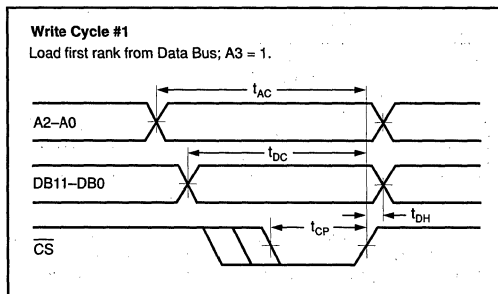 Write Cycle #1
Load first rank from Data Bus; A3 = 1.
tAC
A2–A0
tDC
DB11–DB0
tCP
tDH
CS